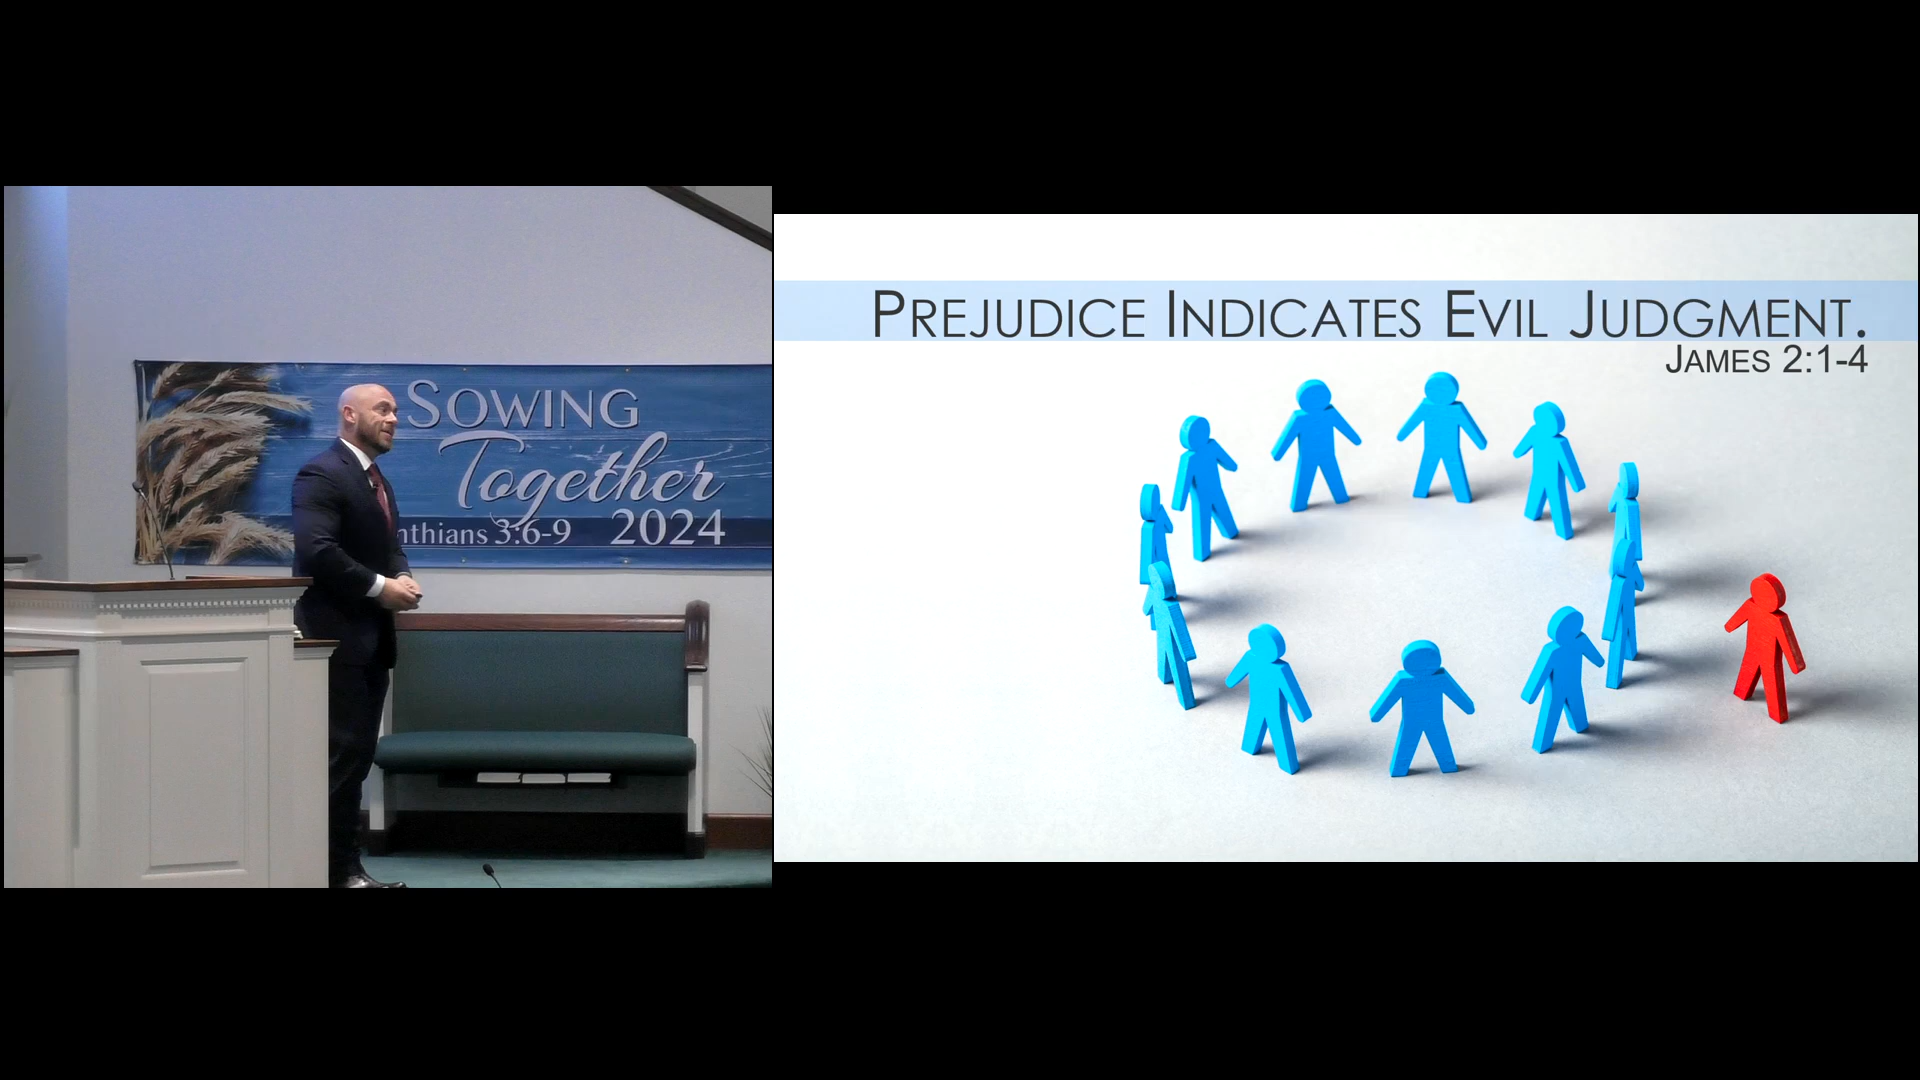 SOWING
Together
nthians 3:6-9 2024
PREJUDICE INDICATES EVIL JUDGMENT.
JAMES 2:1-4